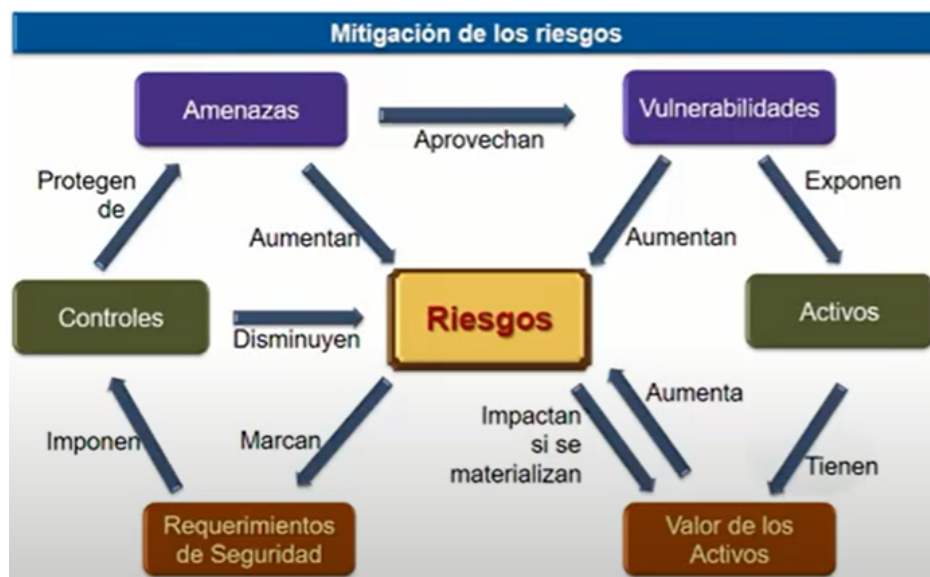 Mitigación de los riesgos
Amenazas
Vulnerabilidades
Aprovechan
Protegen
de
Exponen
Aumentan
Aumentan
Controles
Riesgos
Activos
Disminuyen
Imponen
Marcan
Impactan
si se
materializan
Aumenta
Tienen
Requerimientos
de Seguridad
Valor de los
Activos